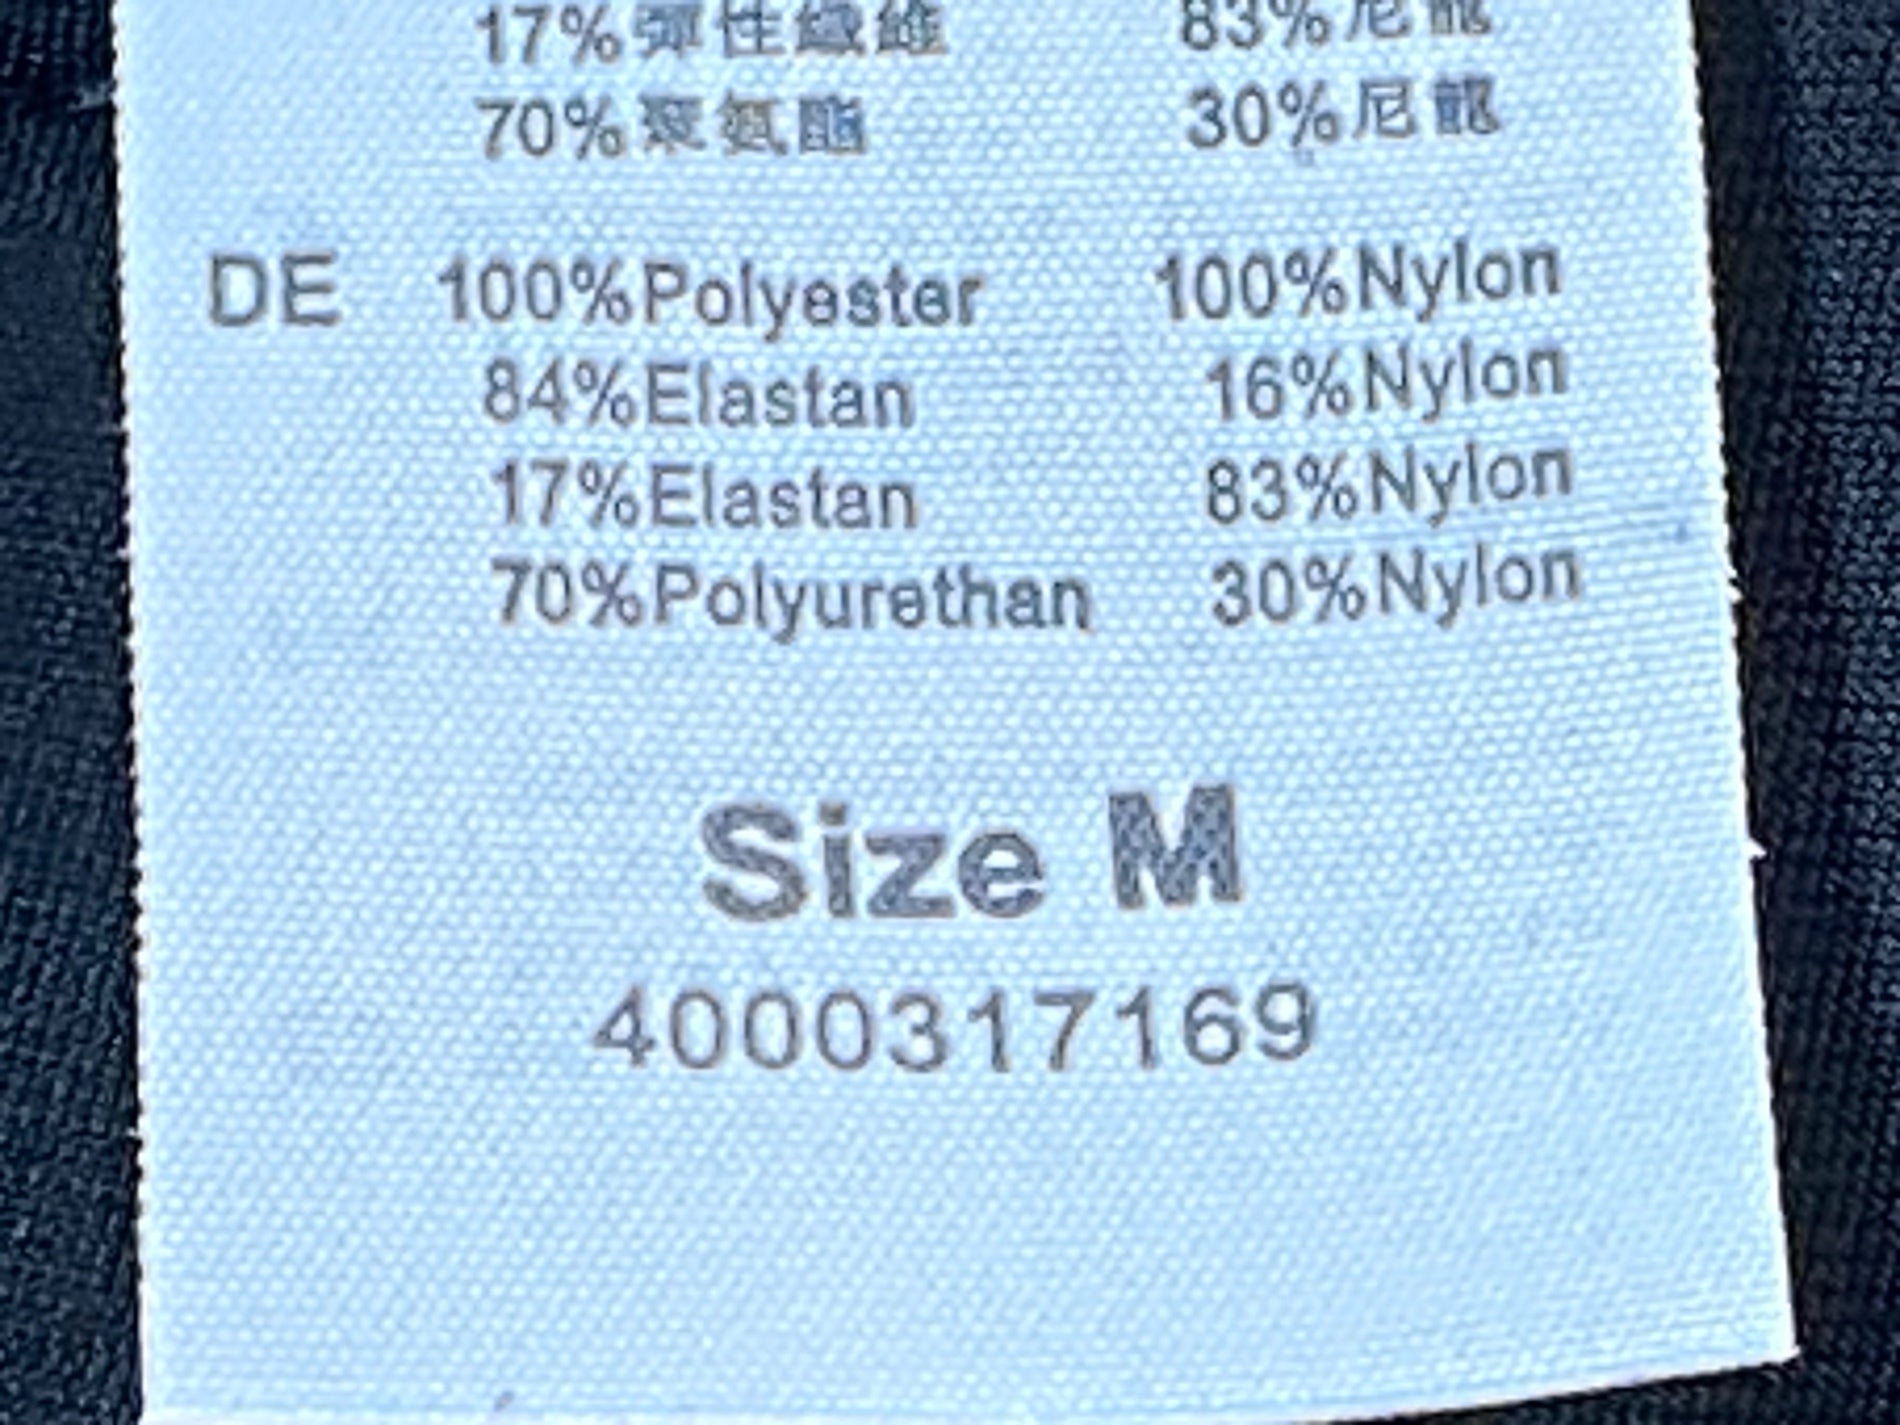 17%彈性纖維 83%尼龍
70%聚氨酯 30%尼龍
DE 100%Polyester 100%Nylon
84%Elastan 16%Nylon
17%Elastan 83%Nylon
70%Polyurethan 30%Nylon
Size M
4000317169